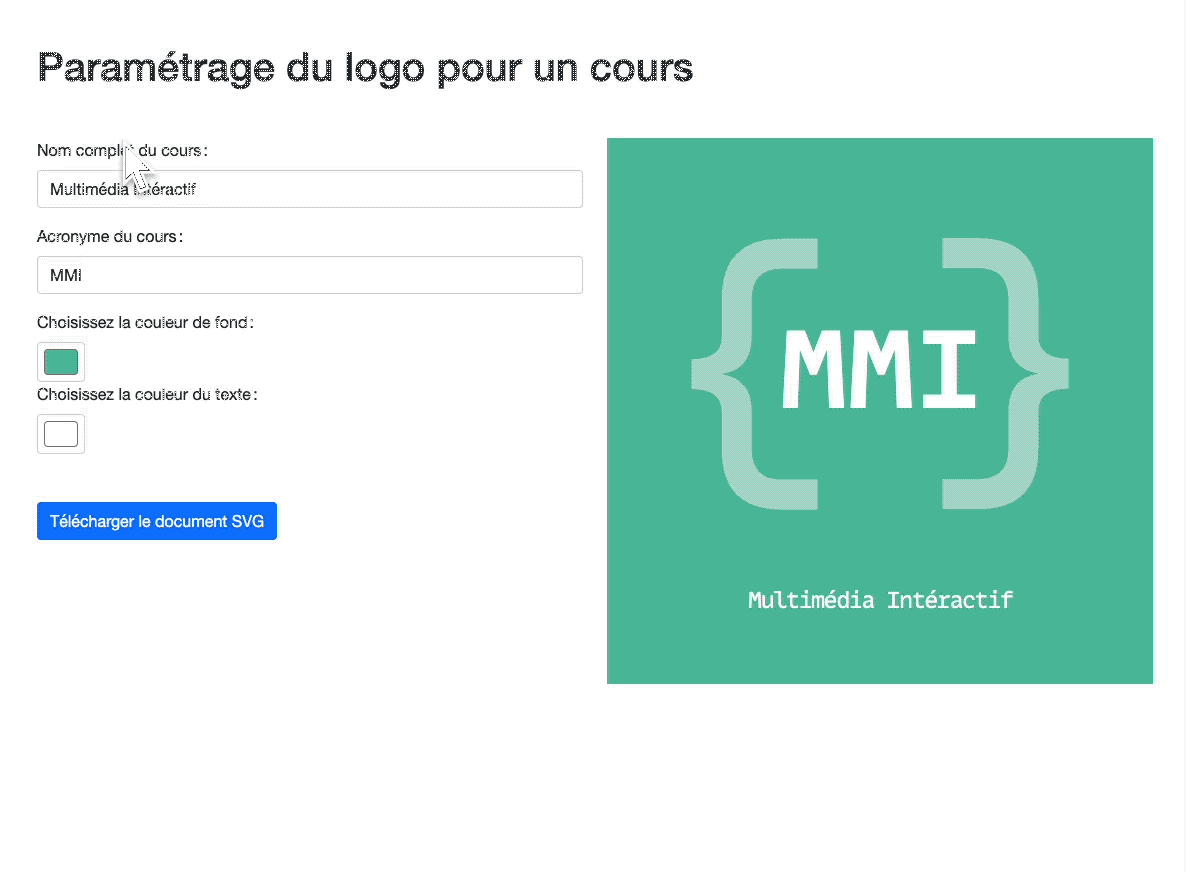 Paramétrage du logo pour un cours
Nom complet du cours :
Multimédia Intéractif
Acronyme du cours :
MMI
Choisissez la couleur de fond :
Choisissez la couleur du texte :
Télécharger le document SVG
{MMI}
Multimédia Intéractif